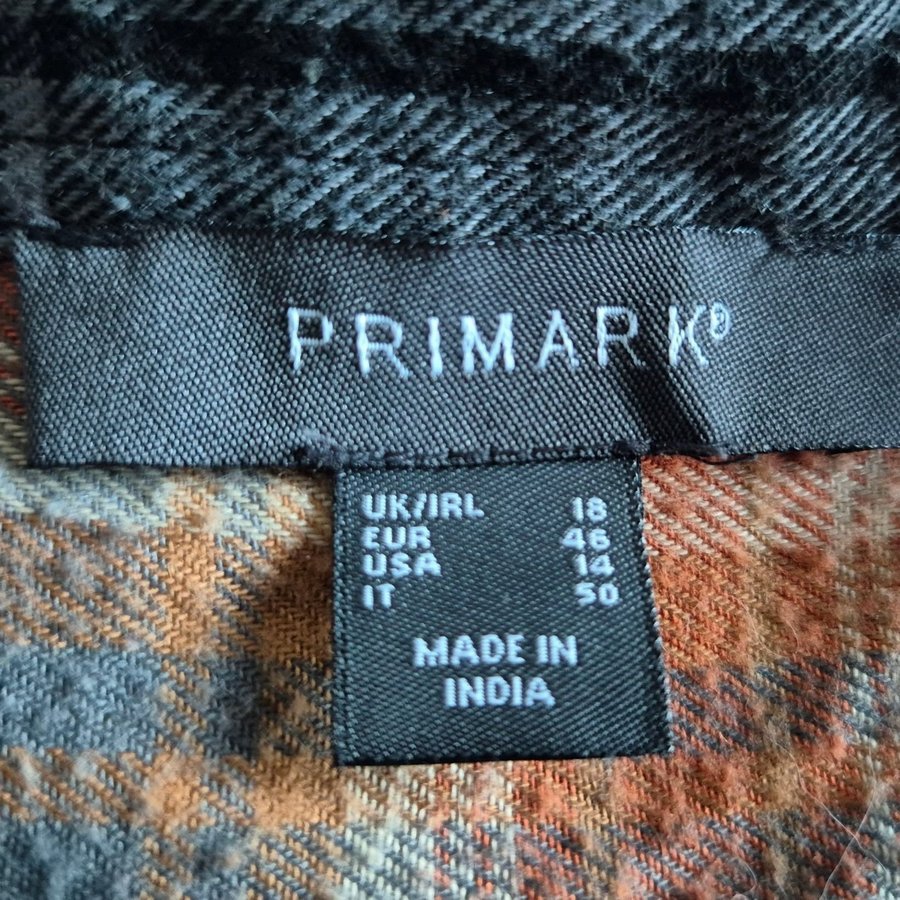 PRIMARK®
UK/IRL 18
EUR 46
USA 14
IT 50
MADE IN
INDIA